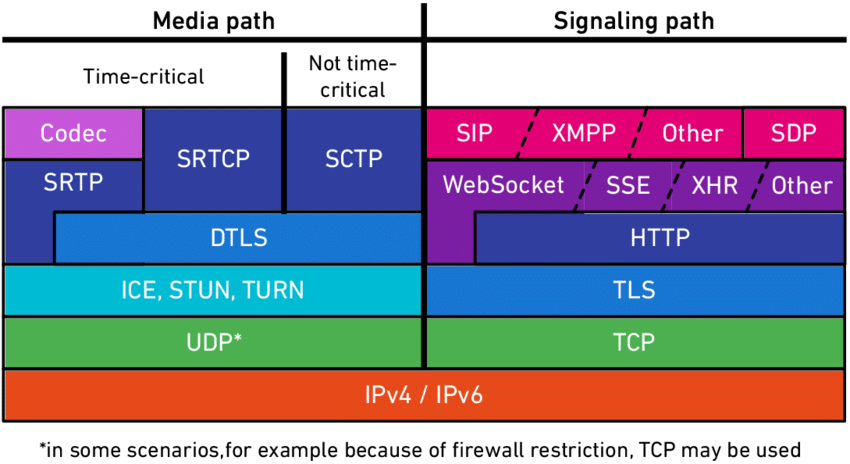 Media path
Signaling path
Time-critical
Not time-
critical
Codec
SRTP
SRTCP
SCTP
SIP
XMPP
Other
SDP
WebSocket
SSE
XHR
Other
DTLS
HTTP
ICE, STUN, TURN
TLS
UDP*
TCP
IPv4 / IPv6
*in some scenarios,for example because of firewall restriction, TCP may be used